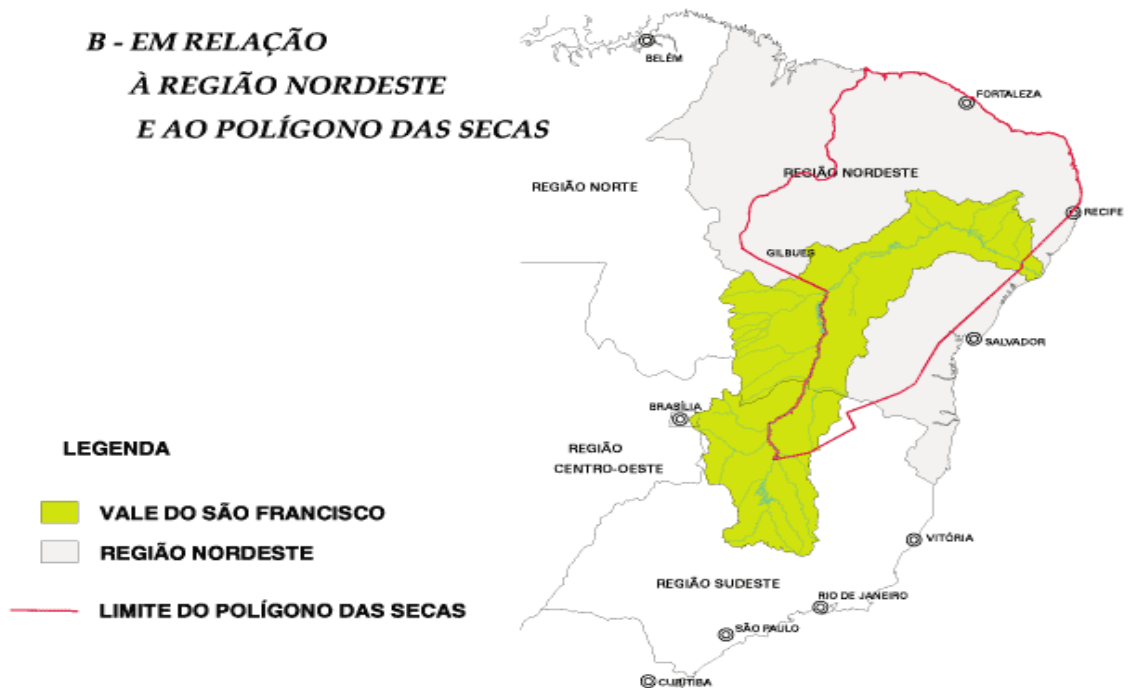 B - EM RELAÇÃO
À REGIÃO NORDESTE
E AO POLÍGONO DAS SECAS
BELÉM
FORTALEZA
REGIÃO NORDESTE
REGIÃO NORTE
RECIFE
GILBUES
SALVADOR
BRASÍLIA
REGIÃO
CENTRO-OESTE
VITÓRIA
REGIÃO SUDESTE
RIO DE JANEIRO
SÃO PAULO
CURITIBA
LEGENDA
VALE DO SÃO FRANCISCO
REGIÃO NORDESTE
LIMITE DO POLÍGONO DAS SECAS